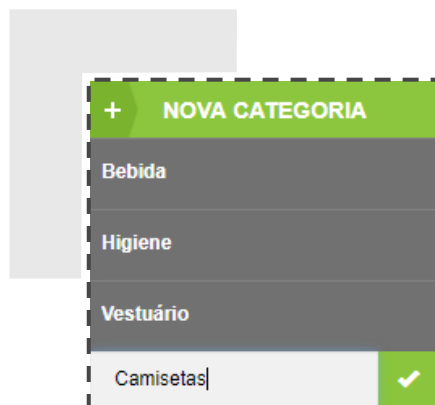 + NOVA CATEGORIA
Bebida
Higiene
Vestuário
Camisetas